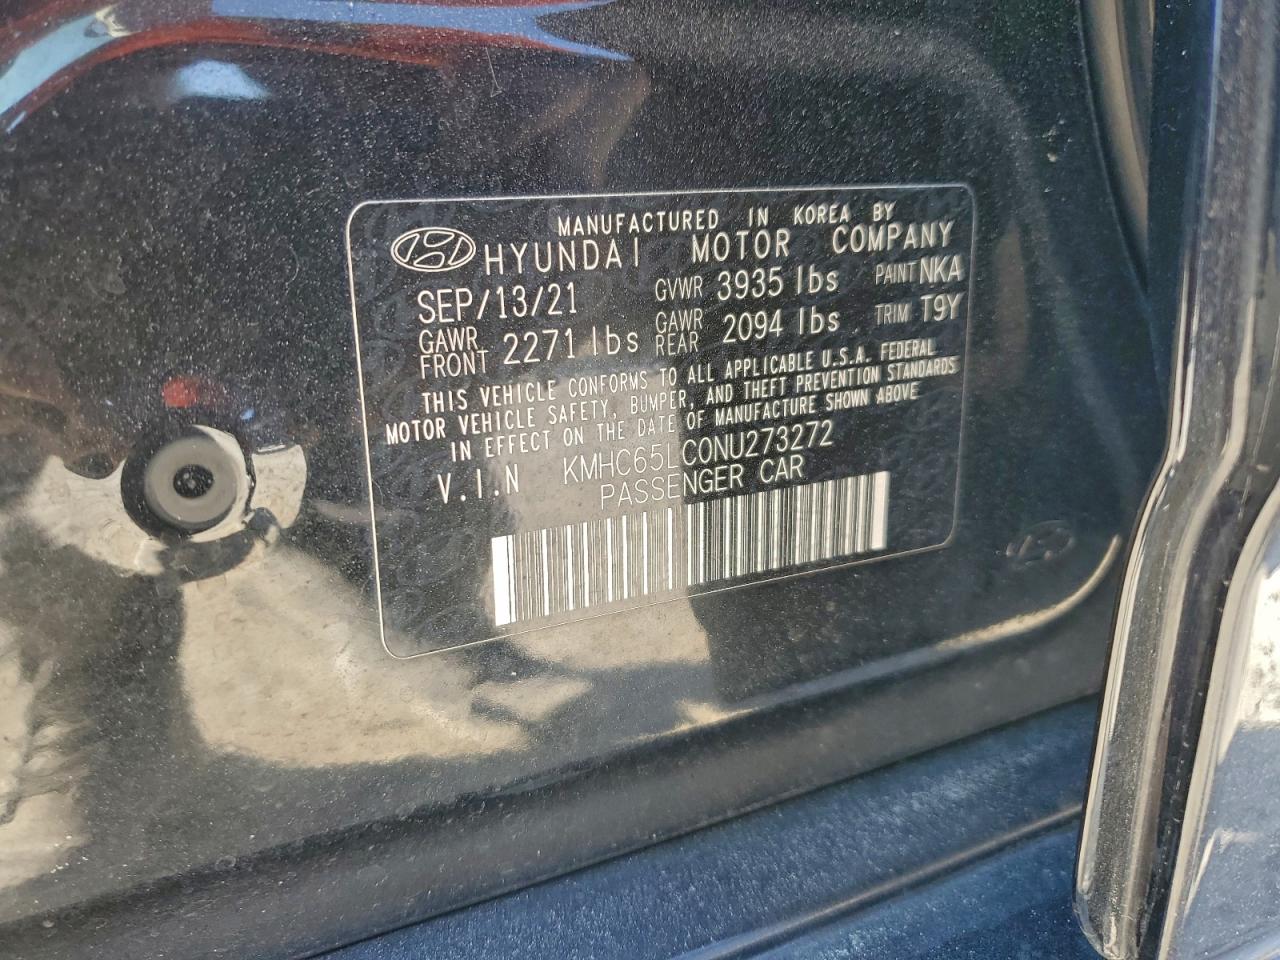 MANUFACTURED IN KOREA BY
HYUNDAI MOTOR COMPANY
SEP/13/21 GVWR 3935 lbs PAINT NKA
GAWR FRONT 2271 lbs GAWR REAR 2094 lbs TRIM T9Y
THIS VEHICLE CONFORMS TO ALL APPLICABLE U.S.A. FEDERAL
MOTOR VEHICLE SAFETY, BUMPER, AND THEFT PREVENTION STANDARDS
IN EFFECT ON THE DATE OF MANUFACTURE SHOWN ABOVE
V.I.N KMHC65LC0NU273272
PASSENGER CAR